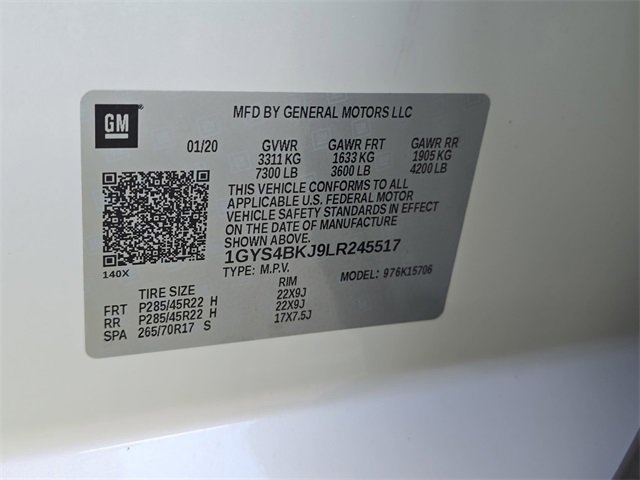 GM
MFD BY GENERAL MOTORS LLC
01/20 GVWR GAWR FRT GAWR RR
3311 KG 1633 KG 1905 KG
7300 LB 3600 LB 4200 LB
THIS VEHICLE CONFORMS TO ALL
APPLICABLE U.S. FEDERAL MOTOR
VEHICLE SAFETY STANDARDS IN EFFECT
ON THE DATE OF MANUFACTURE
SHOWN ABOVE.
1GYS4BKJ9LR245517
140X
TYPE: M.P.V. MODEL: 976K15706
TIRE SIZE RIM
FRT P285/45R22 H 22X9J
RR P285/45R22 H 22X9J
SPA 265/70R17 S 17X7.5J